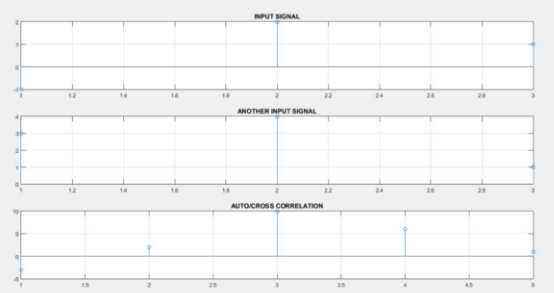 INPUT SIGNAL
2
1
0
-1
1 1.2 1.4 1.6 1.8 2 2.2 2.4 2.6 2.8 3
ANOTHER INPUT SIGNAL
4
3
2
1
0
1 1.2 1.4 1.6 1.8 2 2.2 2.4 2.6 2.8 3
AUTO/CROSS CORRELATION
10
5
0
-5
1 1.5 2 2.5 3 3.5 4 4.5 5